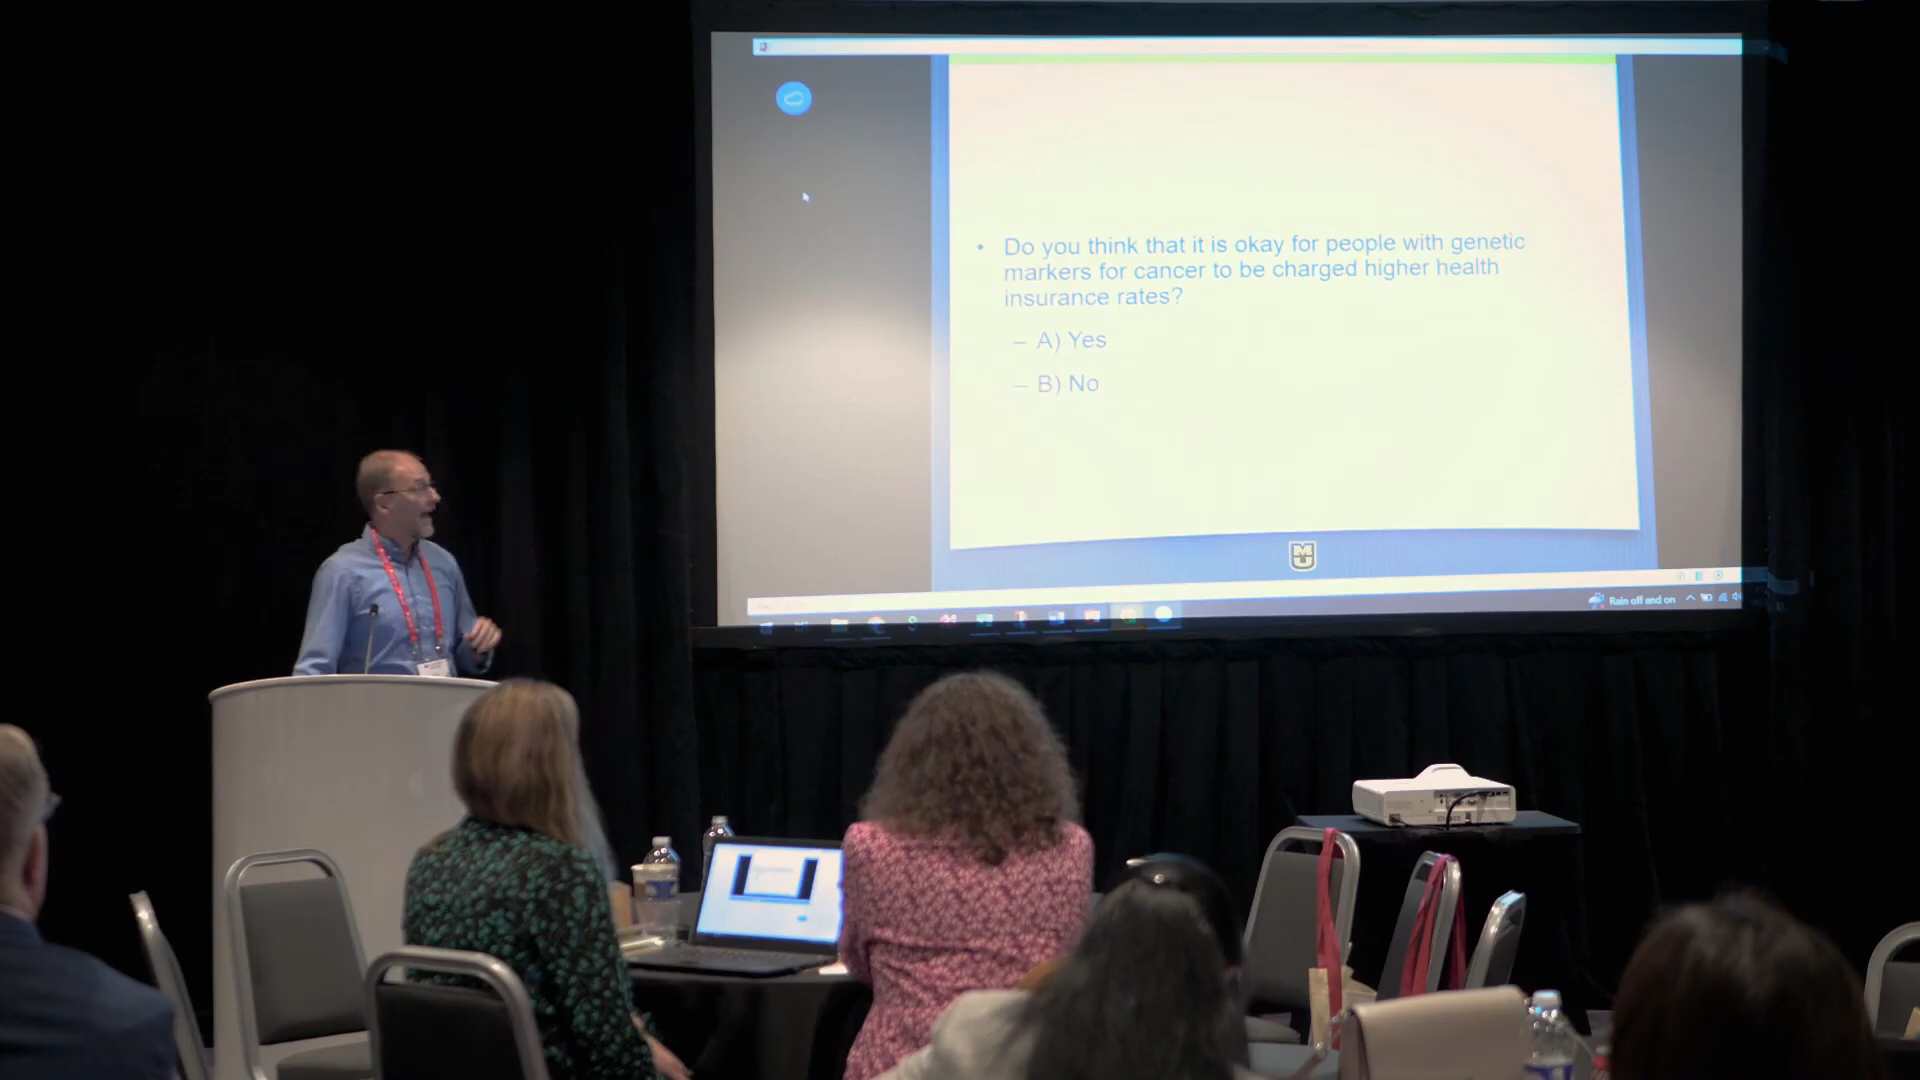 • Do you think that it is okay for people with genetic
markers for cancer to be charged higher health
insurance rates?
– A) Yes
– B) No
Rain off and on